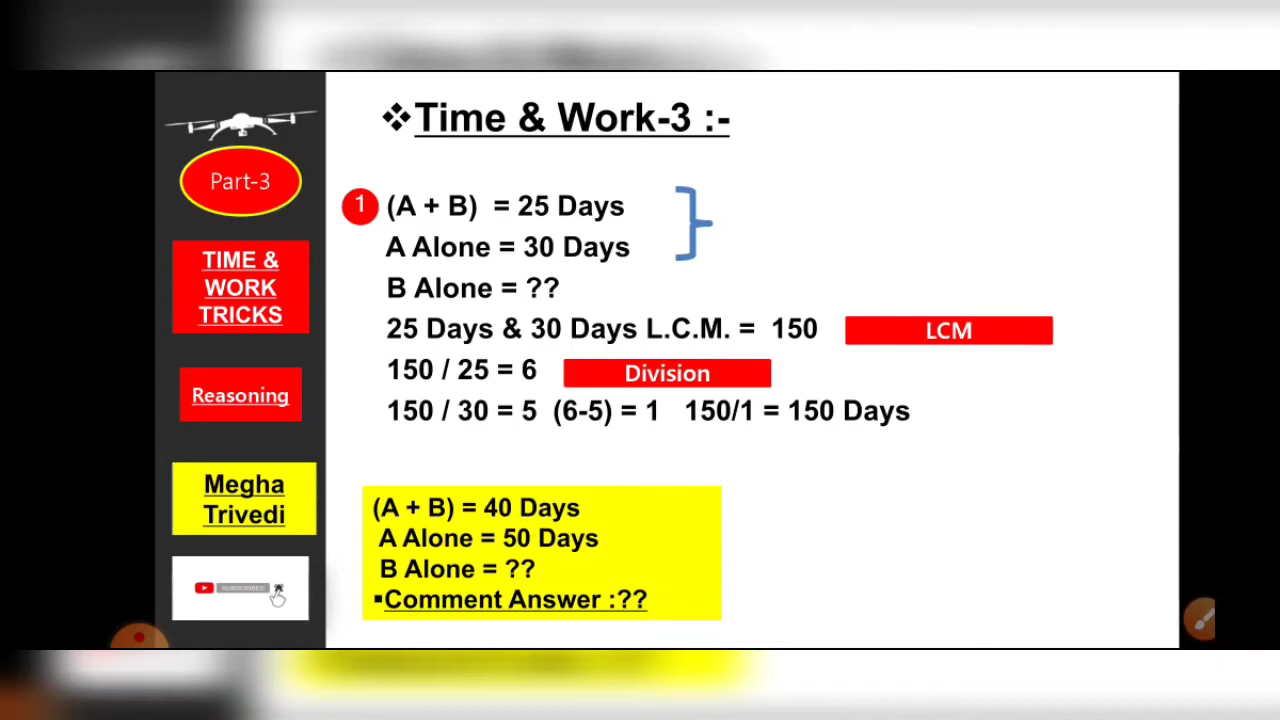 ❖Time & Work-3 :-
Part-3
TIME &
WORK
TRICKS
Reasoning
Megha
Trivedi
SUBSCRIBED
1 (A + B) = 25 Days
A Alone = 30 Days
B Alone = ??
25 Days & 30 Days L.C.M. = 150 LCM
150 / 25 = 6 Division
150 / 30 = 5 (6-5) = 1 150/1 = 150 Days
(A + B) = 40 Days
A Alone = 50 Days
B Alone = ??
▪Comment Answer :??